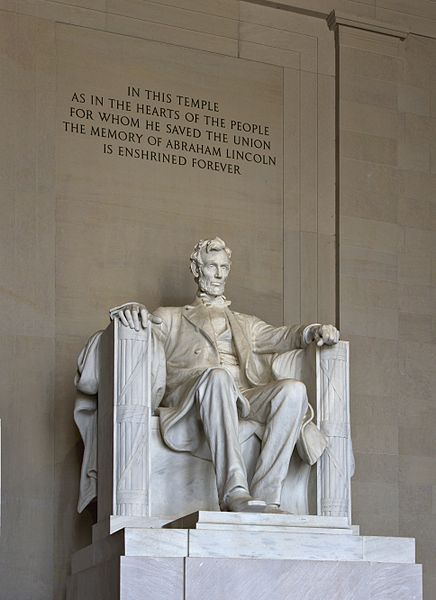 IN THIS TEMPLE
AS IN THE HEARTS OF THE PEOPLE
FOR WHOM HE SAVED THE UNION
THE MEMORY OF ABRAHAM LINCOLN
IS ENSHRINED FOREVER